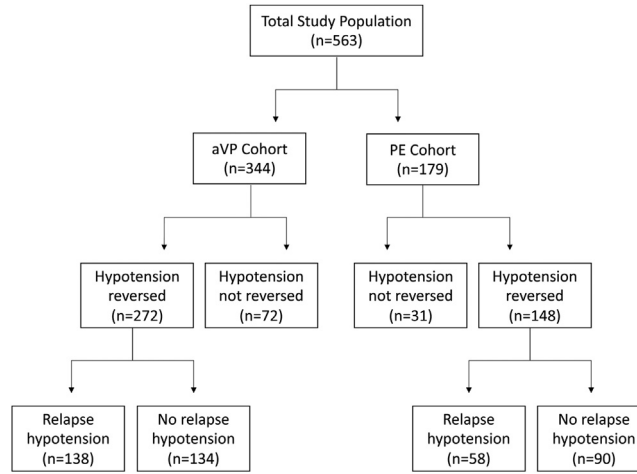 Total Study Population
(n=563)
aVP Cohort
(n=344)
PE Cohort
(n=179)
Hypotension
reversed
(n=272)
Hypotension
not reversed
(n=72)
Hypotension
not reversed
(n=31)
Hypotension
reversed
(n=148)
Relapse
hypotension
(n=138)
No relapse
hypotension
(n=134)
Relapse
hypotension
(n=58)
No relapse
hypotension
(n=90)